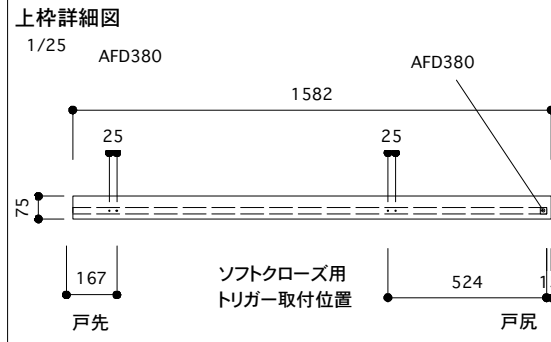 上枠詳細図
1/25
AFD380
AFD380
1582
25
25
75
167
ソフトクローズ用
トリガー取付位置
524
戸先
戸尻